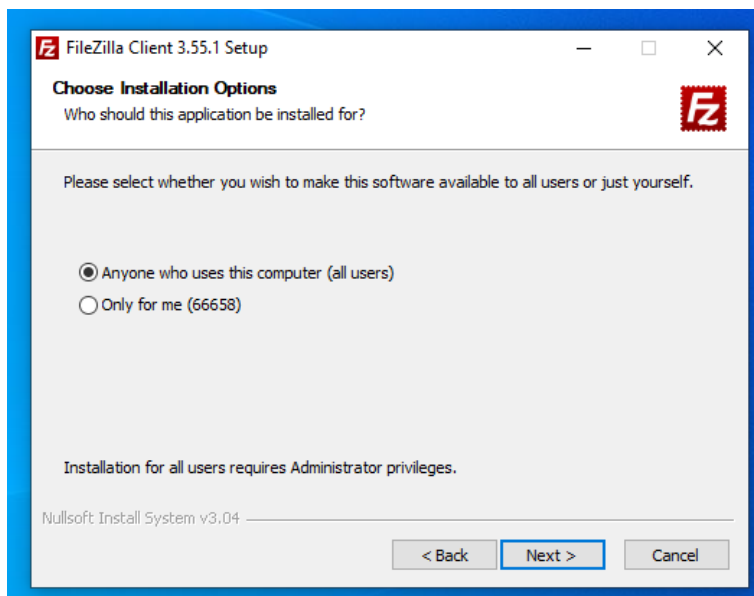 FileZilla Client 3.55.1 Setup
Choose Installation Options
Who should this application be installed for?
Fz
Please select whether you wish to make this software available to all users or just yourself.
Anyone who uses this computer (all users)
Only for me (66658)
Installation for all users requires Administrator privileges.
Nullsoft Install System v3.04
< Back Next > Cancel